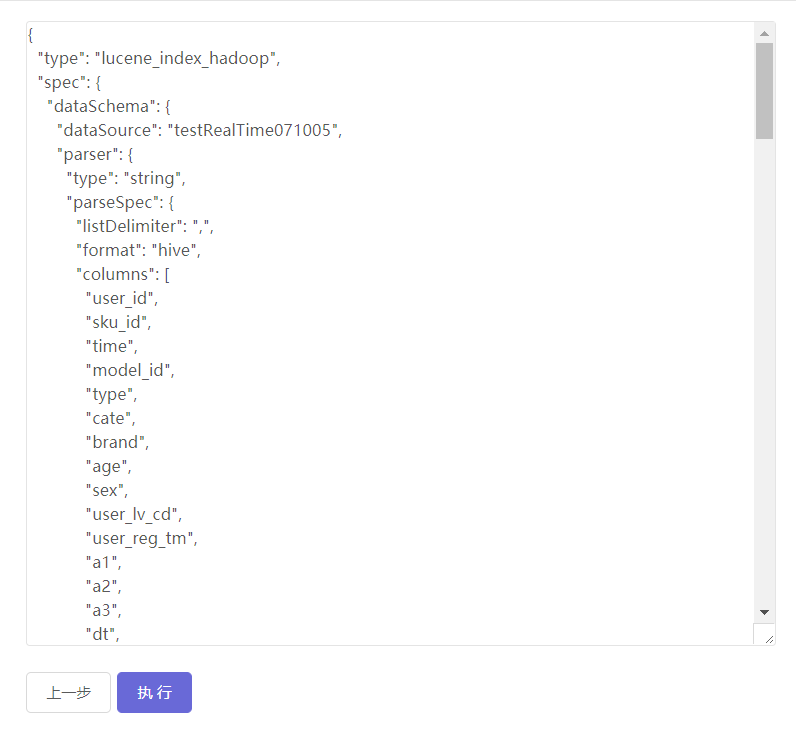 {
"type": "lucene_index_hadoop",
"spec": {
"dataSchema": {
"dataSource": "testRealTime071005",
"parser": {
"type": "string",
"parseSpec": {
"listDelimiter": ",",
"format": "hive",
"columns": [
"user_id",
"sku_id",
"time",
"model_id",
"type",
"cate",
"brand",
"age",
"sex",
"user_lv_cd",
"user_reg_tm",
"a1",
"a2",
"a3",
"dt",
上一步 执 行